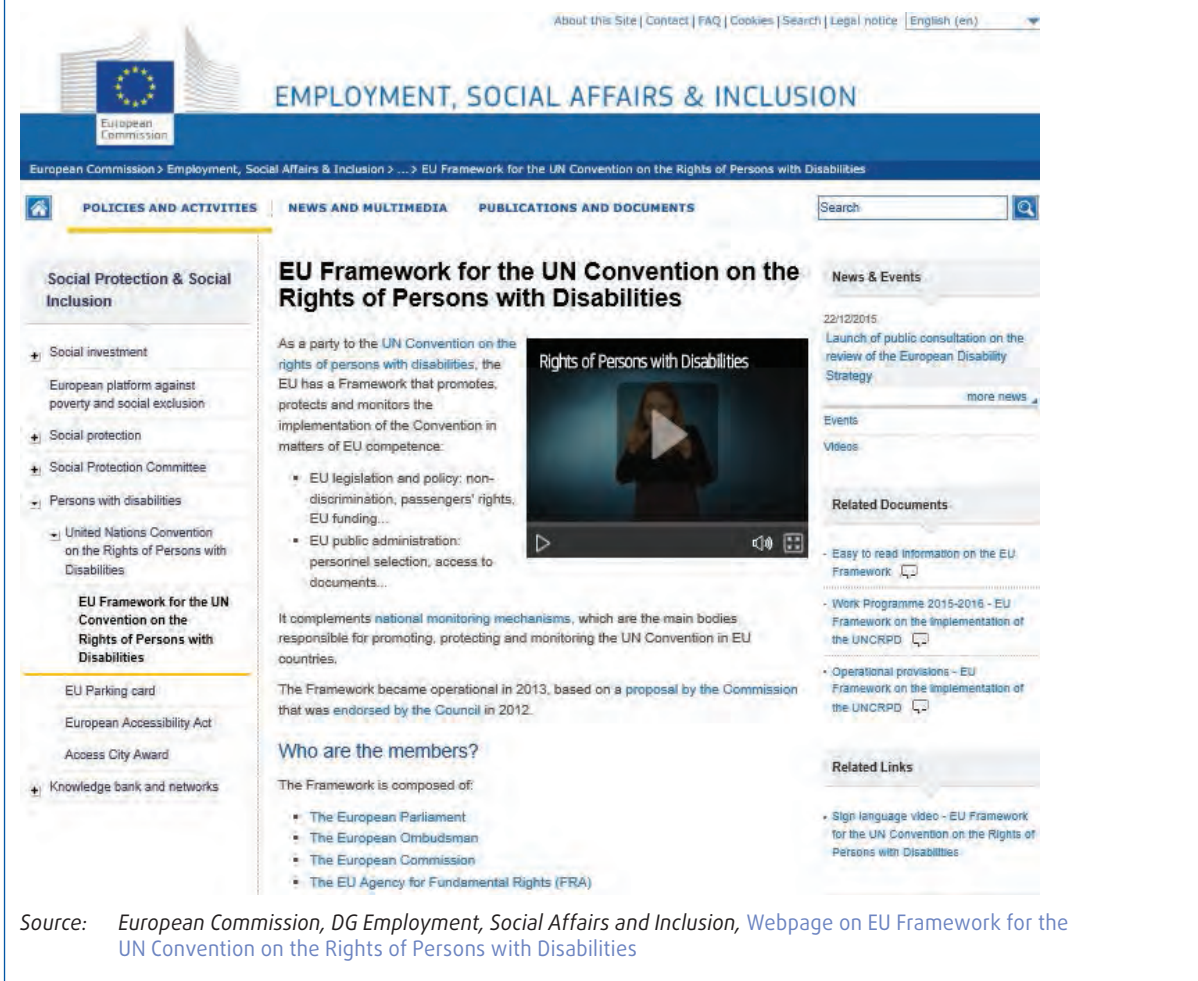 About this Site | Contact | FAQ | Cookies | Search | Legal notice English (en)
European
Commission
EMPLOYMENT, SOCIAL AFFAIRS & INCLUSION
European Commission > Employment, Social Affairs & Inclusion > ... > EU Framework for the UN Convention on the Rights of Persons with Disabilities
POLICIES AND ACTIVITIES NEWS AND MULTIMEDIA PUBLICATIONS AND DOCUMENTS Search
Social Protection & Social
Inclusion
Social investment
European platform against
poverty and social exclusion
Social protection
Social Protection Committee
Persons with disabilities
United Nations Convention
on the Rights of Persons with
Disabilities
EU Framework for the UN
Convention on the
Rights of Persons with
Disabilities
EU Parking card
European Accessibility Act
Access City Award
Knowledge bank and networks
EU Framework for the UN Convention on the
Rights of Persons with Disabilities
As a party to the UN Convention on the
rights of persons with disabilities, the
EU has a Framework that promotes,
protects and monitors the
implementation of the Convention in
matters of EU competence:
▪ EU legislation and policy: non-
discrimination, passengers' rights,
EU funding...
▪ EU public administration:
personnel selection, access to
documents...
Rights of Persons with Disabilities
It complements national monitoring mechanisms, which are the main bodies
responsible for promoting, protecting and monitoring the UN Convention in EU
countries.
The Framework became operational in 2013, based on a proposal by the Commission
that was endorsed by the Council in 2012.
Who are the members?
The Framework is composed of:
▪ The European Parliament
▪ The European Ombudsman
▪ The European Commission
▪ The EU Agency for Fundamental Rights (FRA)
News & Events
22/12/2015
Launch of public consultation on the
review of the European Disability
Strategy
more news
Events
Videos
Related Documents
- Easy to read information on the EU
Framework
- Work Programme 2015-2016 - EU
Framework on the implementation of
the UNCRPD
- Operational provisions - EU
Framework on the implementation of
the UNCRPD
Related Links
- Sign language video - EU Framework
for the UN Convention on the Rights of
Persons with Disabilities
Source: European Commission, DG Employment, Social Affairs and Inclusion, Webpage on EU Framework for the
UN Convention on the Rights of Persons with Disabilities